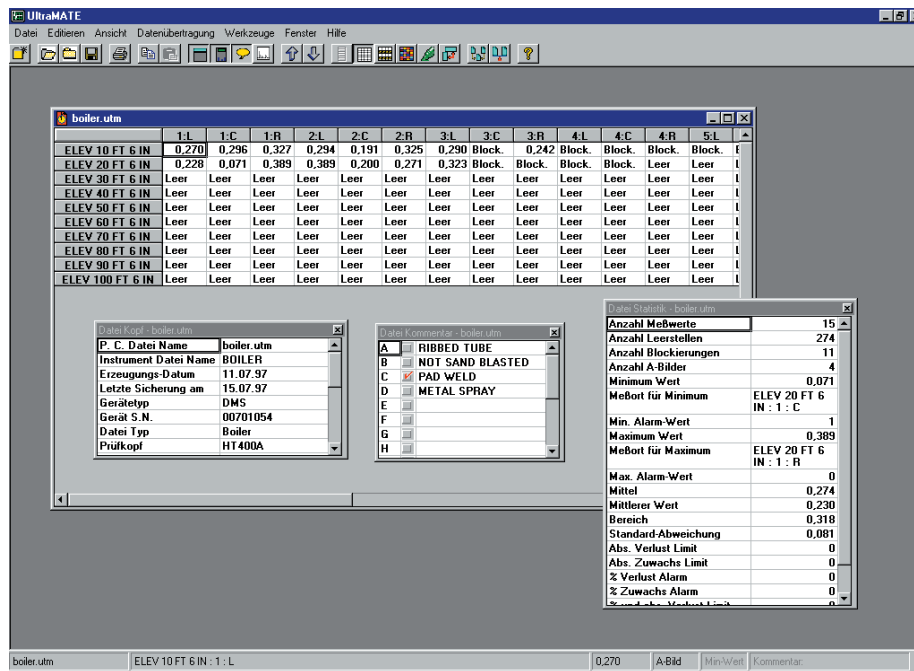 UltraMATE
Datei Editieren Ansicht Datenübertragung Werkzeuge Fenster Hilfe
boiler.utm
1:L 1:C 1:R 2:L 2:C 2:R 3:L 3:C 3:R 4:L 4:C 4:R 5:L
ELEV 10 FT 6 IN 0,270 0,296 0,327 0,294 0,191 0,325 0,290 Block. 0,242 Block. Block. Block. Block.
ELEV 20 FT 6 IN 0,228 0,071 0,389 0,389 0,200 0,271 0,323 Block. Block. Block. Block. Leer Leer
ELEV 30 FT 6 IN Leer Leer Leer Leer Leer Leer Leer Leer Leer Leer Leer Leer Leer
ELEV 40 FT 6 IN Leer Leer Leer Leer Leer Leer Leer Leer Leer Leer Leer Leer Leer
ELEV 50 FT 6 IN Leer Leer Leer Leer Leer Leer Leer Leer Leer Leer Leer Leer Leer
ELEV 60 FT 6 IN Leer Leer Leer Leer Leer Leer Leer Leer Leer Leer Leer Leer Leer
ELEV 70 FT 6 IN Leer Leer Leer Leer Leer Leer Leer Leer Leer Leer Leer Leer Leer
ELEV 80 FT 6 IN Leer Leer Leer Leer Leer Leer Leer Leer Leer Leer Leer Leer Leer
ELEV 90 FT 6 IN Leer Leer Leer Leer Leer Leer Leer Leer Leer Leer Leer Leer Leer
ELEV 100 FT 6 IN Leer Leer Leer Leer Leer Leer Leer Leer Leer Leer Leer Leer Leer
Datei Kopf - boiler.utm
P. C. Datei Name boiler.utm
Instrument Datei Name BOILER
Erzeugungs-Datum 11.07.97
Letzte Sicherung am 15.07.97
Gerätetyp DMS
Gerät S.N. 00701054
Datei Typ Boiler
Prüfkopf HT400A
Datei Kommentar - boiler.utm
A RIBBED TUBE
B NOT SAND BLASTED
C PAD WELD
D METAL SPRAY
E
F
G
H
Datei Statistik - boiler.utm
Anzahl Meßwerte 15
Anzahl Leerstellen 274
Anzahl Blockierungen 11
Anzahl A-Bilder 4
Minimum Wert 0,071
Meßort für Minimum ELEV 20 FT 6
IN : 1 : C
Min. Alarm-Wert 1
Maximum Wert 0,389
Meßort für Maximum ELEV 20 FT 6
IN : 1 : R
Max. Alarm-Wert 0
Mittel 0,274
Mittlerer Wert 0,230
Bereich 0,318
Standard-Abweichung 0,081
Abs. Verlust Limit 0
Abs. Zuwachs Limit 0
% Verlust Alarm 0
% Zuwachs Alarm 0
% und abs. Verlust Limit 0
boiler.utm ELEV 10 FT 6 IN : 1 : L 0,270 A-Bild Min-Wert Kommentar: